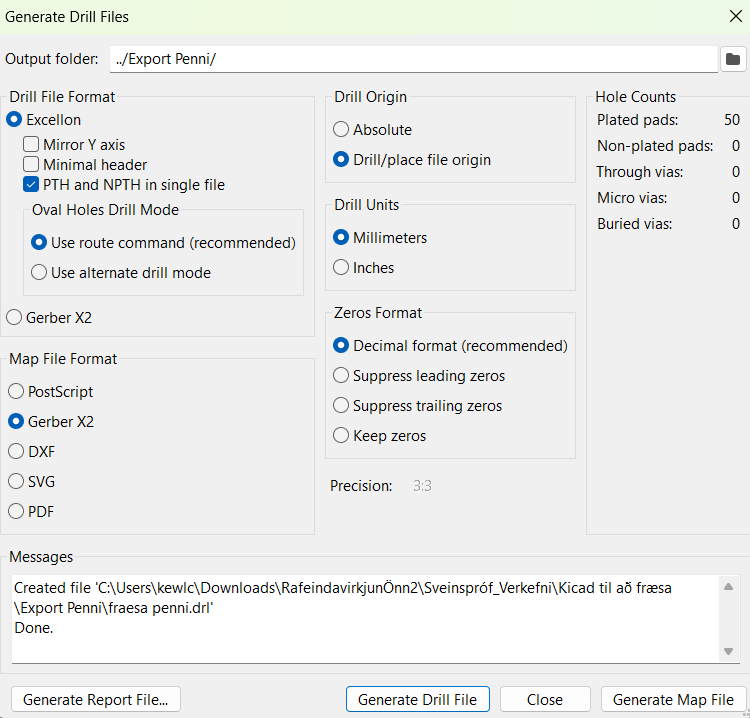 Generate Drill Files
Output folder: ../Export Penni/
Drill File Format
Excellon
Mirror Y axis
Minimal header
PTH and NPTH in single file
Oval Holes Drill Mode
Use route command (recommended)
Use alternate drill mode
Gerber X2
Map File Format
PostScript
Gerber X2
DXF
SVG
PDF
Drill Origin
Absolute
Drill/place file origin
Drill Units
Millimeters
Inches
Zeros Format
Decimal format (recommended)
Suppress leading zeros
Suppress trailing zeros
Keep zeros
Precision: 3:3
Hole Counts
Plated pads: 50
Non-plated pads: 0
Through vias: 0
Micro vias: 0
Buried vias: 0
Messages
Created file 'C:\Users\kewlc\Downloads\RafeindavirkjunÖnn2\Sveinspróf_Verkefni\Kicad til að fræsa
\Export Penni\fraesa penni.drl'
Done.
Generate Report File... Generate Drill File Close Generate Map File